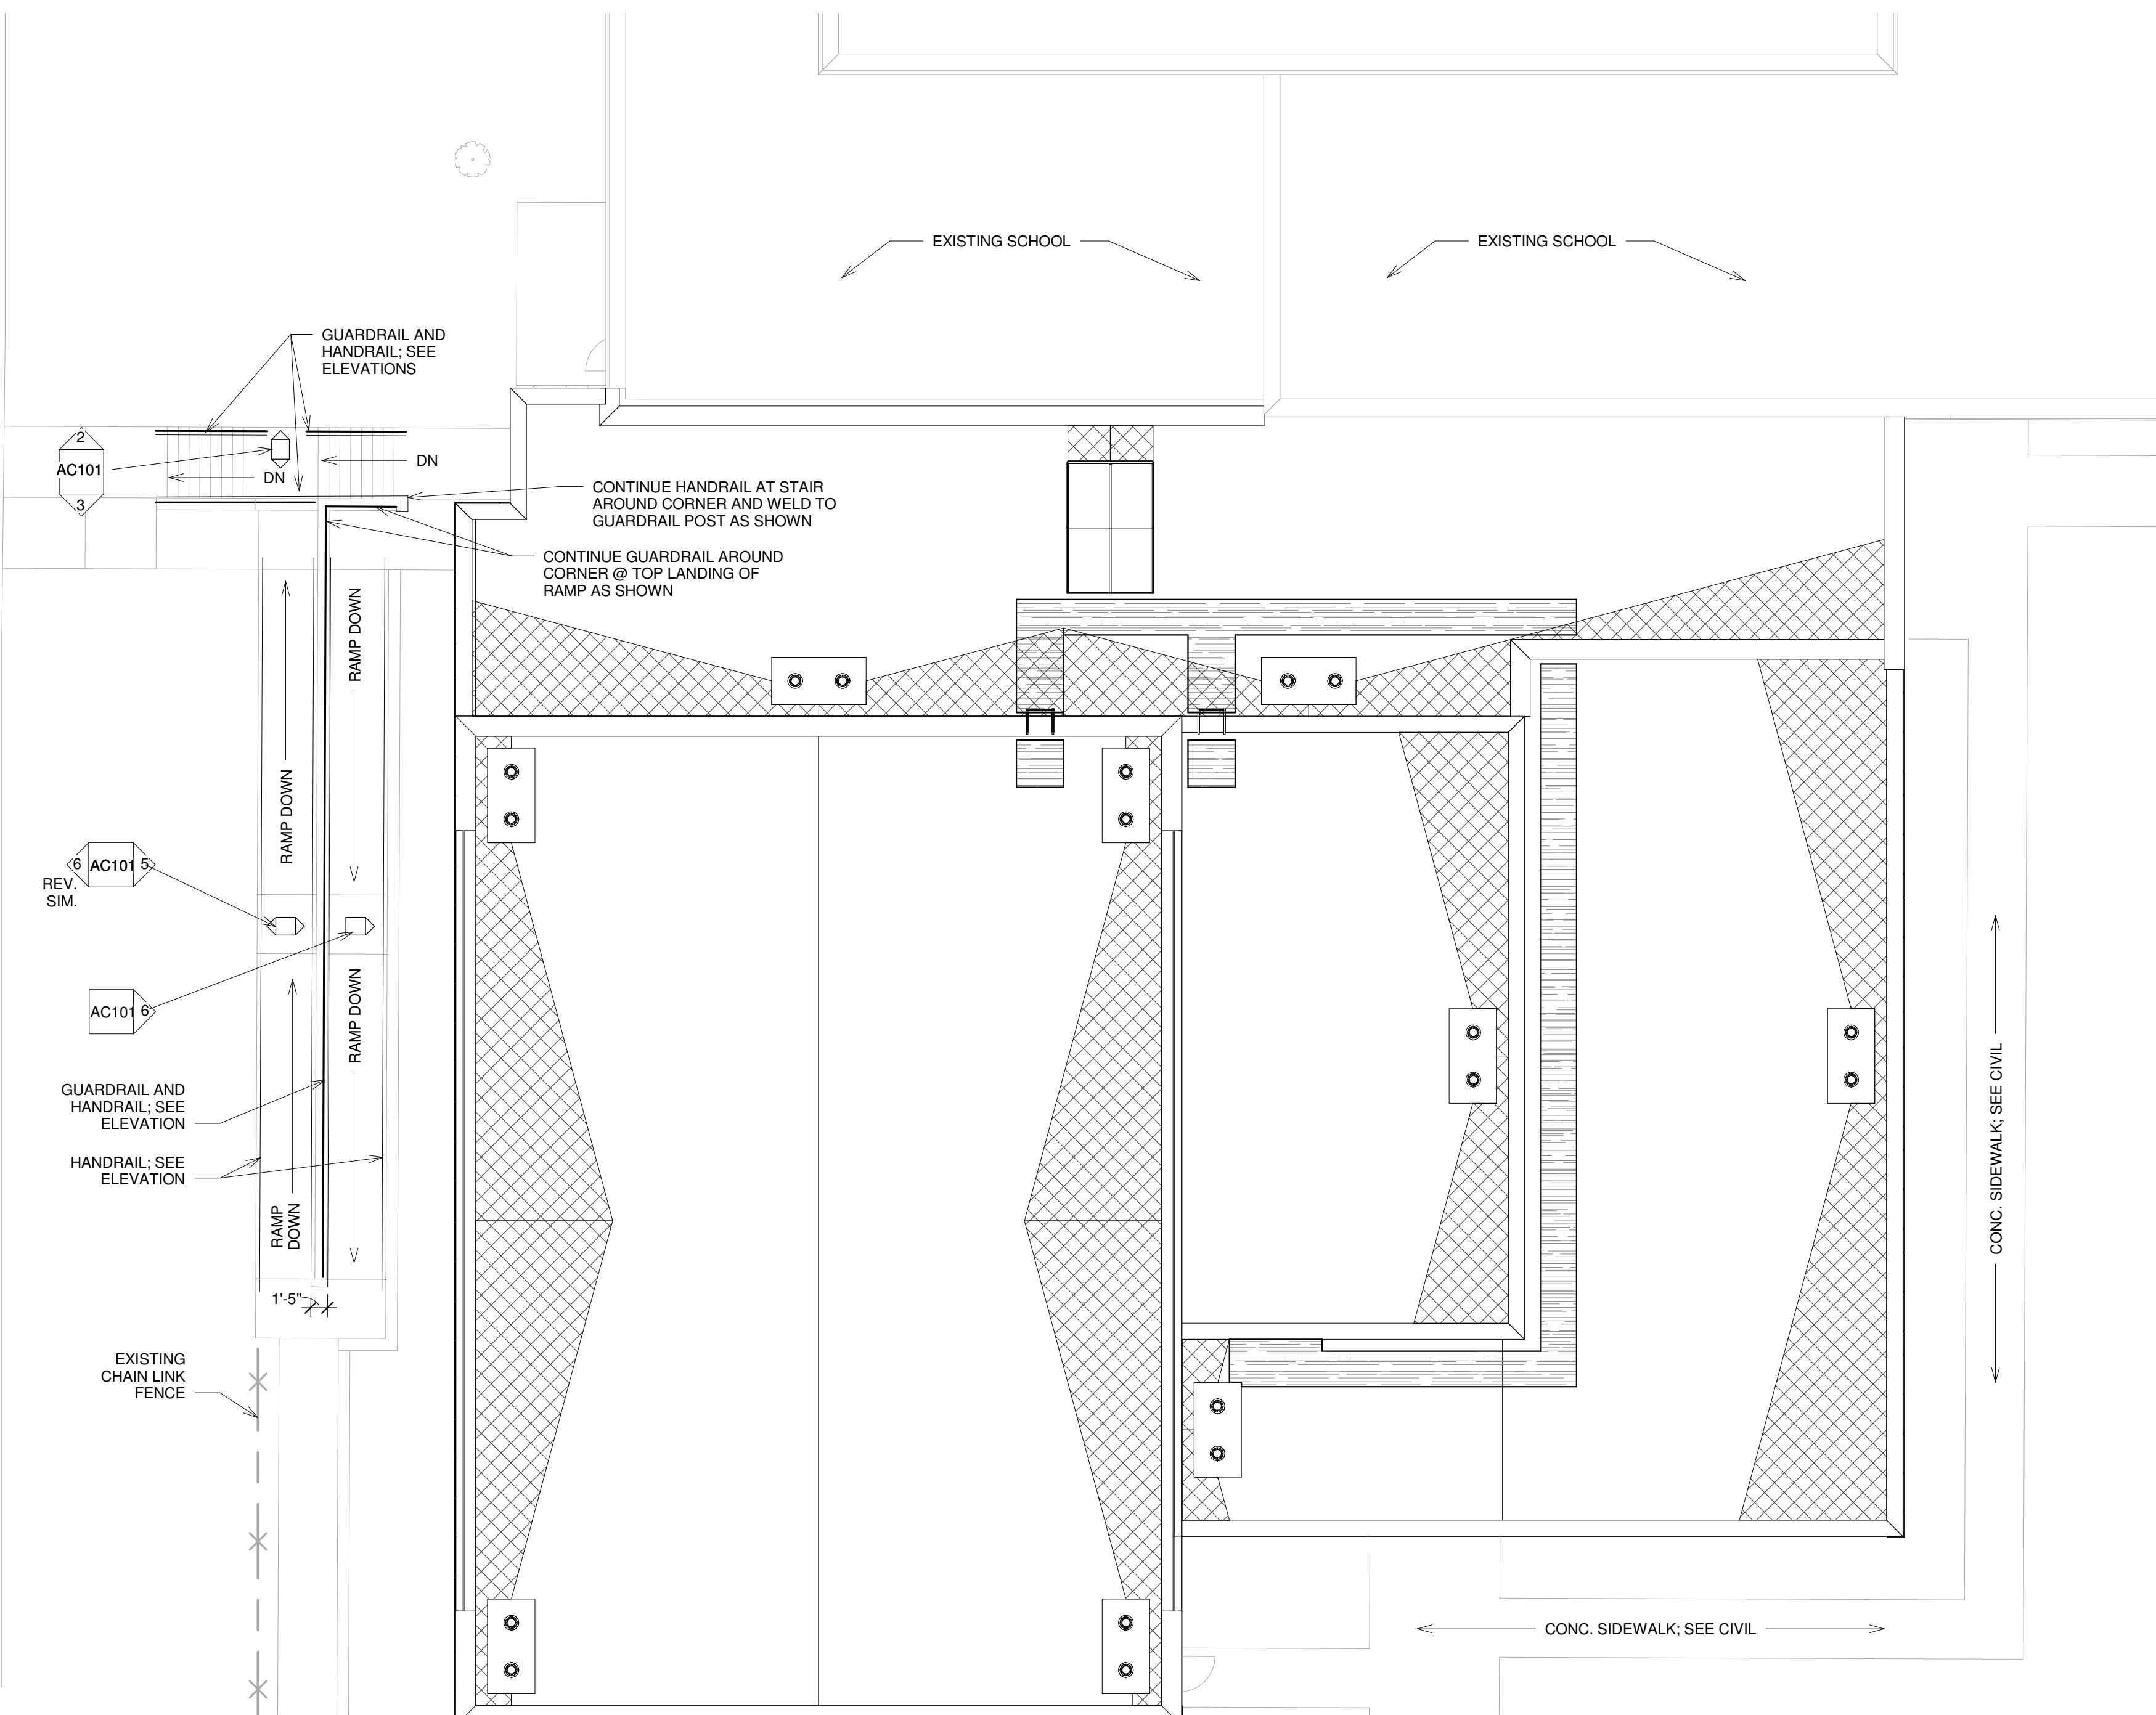 EXISTING SCHOOL
EXISTING SCHOOL
GUARDRAIL AND
HANDRAIL; SEE
ELEVATIONS
2
AC101
3
DN
DN
CONTINUE HANDRAIL AT STAIR
AROUND CORNER AND WELD TO
GUARDRAIL POST AS SHOWN
CONTINUE GUARDRAIL AROUND
CORNER @ TOP LANDING OF
RAMP AS SHOWN
RAMP DOWN
RAMP DOWN
6 AC101 5
REV.
SIM.
AC101 6
RAMP DOWN
GUARDRAIL AND
HANDRAIL; SEE
ELEVATION
HANDRAIL; SEE
ELEVATION
RAMP
DOWN
1'-5"
EXISTING
CHAIN LINK
FENCE
CONC. SIDEWALK; SEE CIVIL
CONC. SIDEWALK; SEE CIVIL